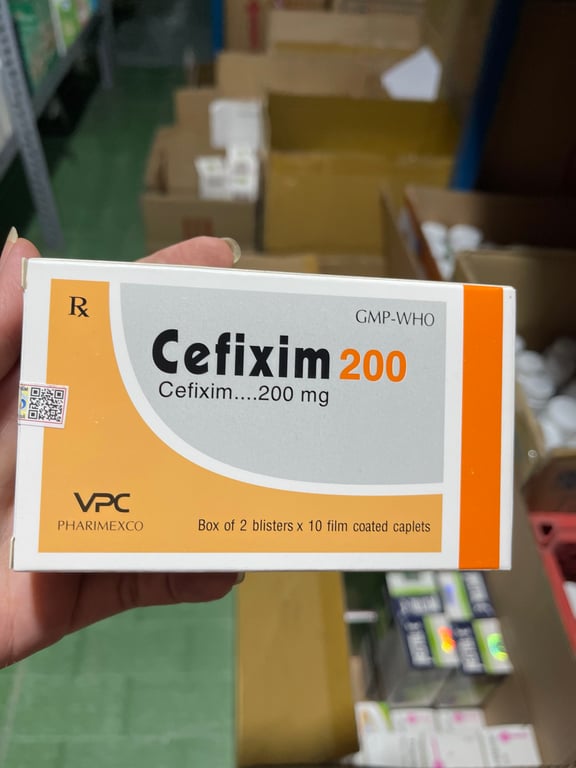 Rx
GMP-WHO
Cefixim 200
Cefixim....200 mg
VPC
PHARIMEXCO
Box of 2 blisters x 10 film coated caplets